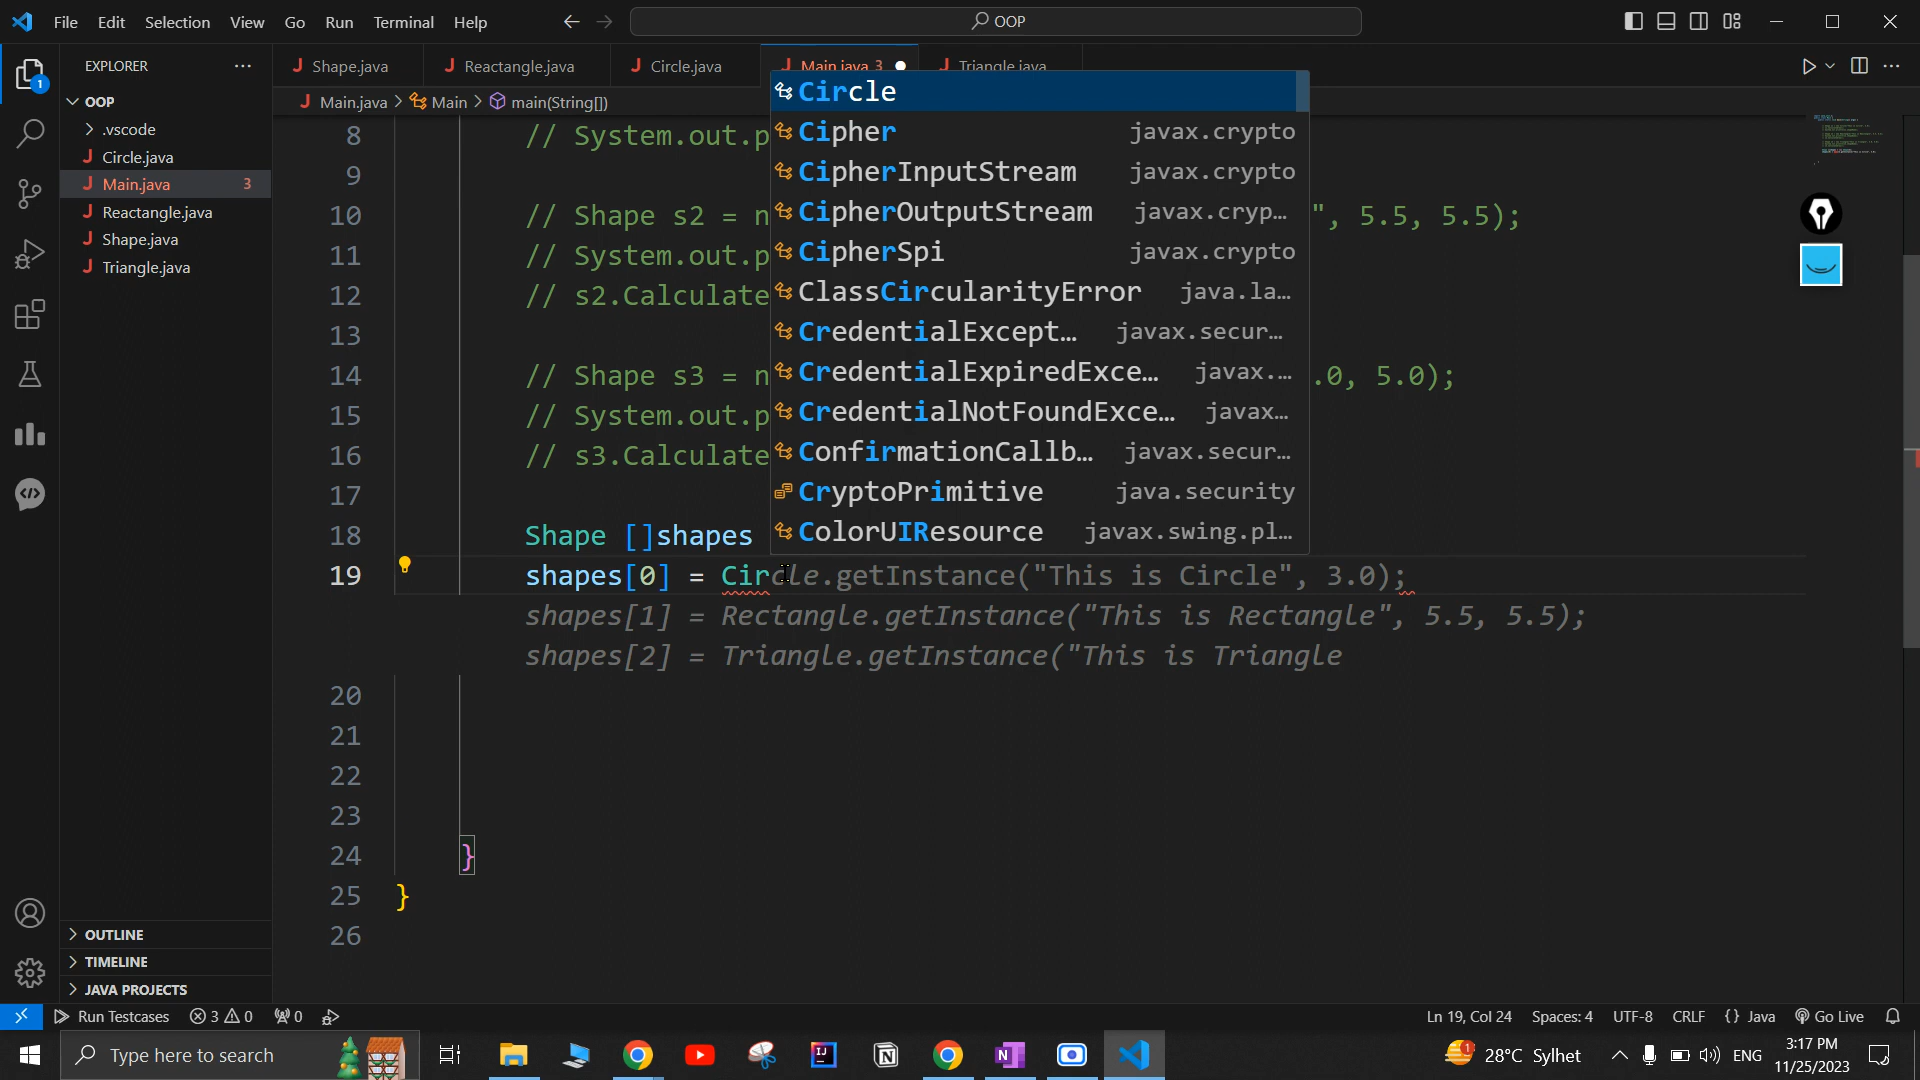 File Edit Selection View Go Run Terminal Help
OOP
EXPLORER
OOP
.vscode
Circle.java
Main.java 3
Reactangle.java
Shape.java
Triangle.java
OUTLINE
TIMELINE
JAVA PROJECTS
1
Shape.java Reactangle.java Circle.java Main.java 3 Triangle.java
Main.java > Main > main(String[])
8 // System.out.p
9
10 // Shape s2 = n ", 5.5, 5.5);
11 // System.out.p
12 // s2.Calculate
13
14 // Shape s3 = n .0, 5.0);
15 // System.out.p
16 // s3.Calculate
17
18 Shape []shapes
19 shapes[0] = Circle.getInstance("This is Circle", 3.0);
shapes[1] = Rectangle.getInstance("This is Rectangle", 5.5, 5.5);
shapes[2] = Triangle.getInstance("This is Triangle
20
21
22
23
24 }
25 }
26
Circle
Cipher javax.crypto
CipherInputStream javax.crypto
CipherOutputStream javax.cryp…
CipherSpi javax.crypto
ClassCircularityError java.la…
CredentialExcept… javax.secur…
CredentialExpiredExce… javax.…
CredentialNotFoundExce… javax…
ConfirmationCallb… javax.secur…
CryptoPrimitive java.security
ColorUIResource javax.swing.pl…
Run Testcases 3 0 0
Ln 19, Col 24 Spaces: 4 UTF-8 CRLF {} Java Go Live
Type here to search
1 28°C Sylhet ENG
3:17 PM
11/25/2023